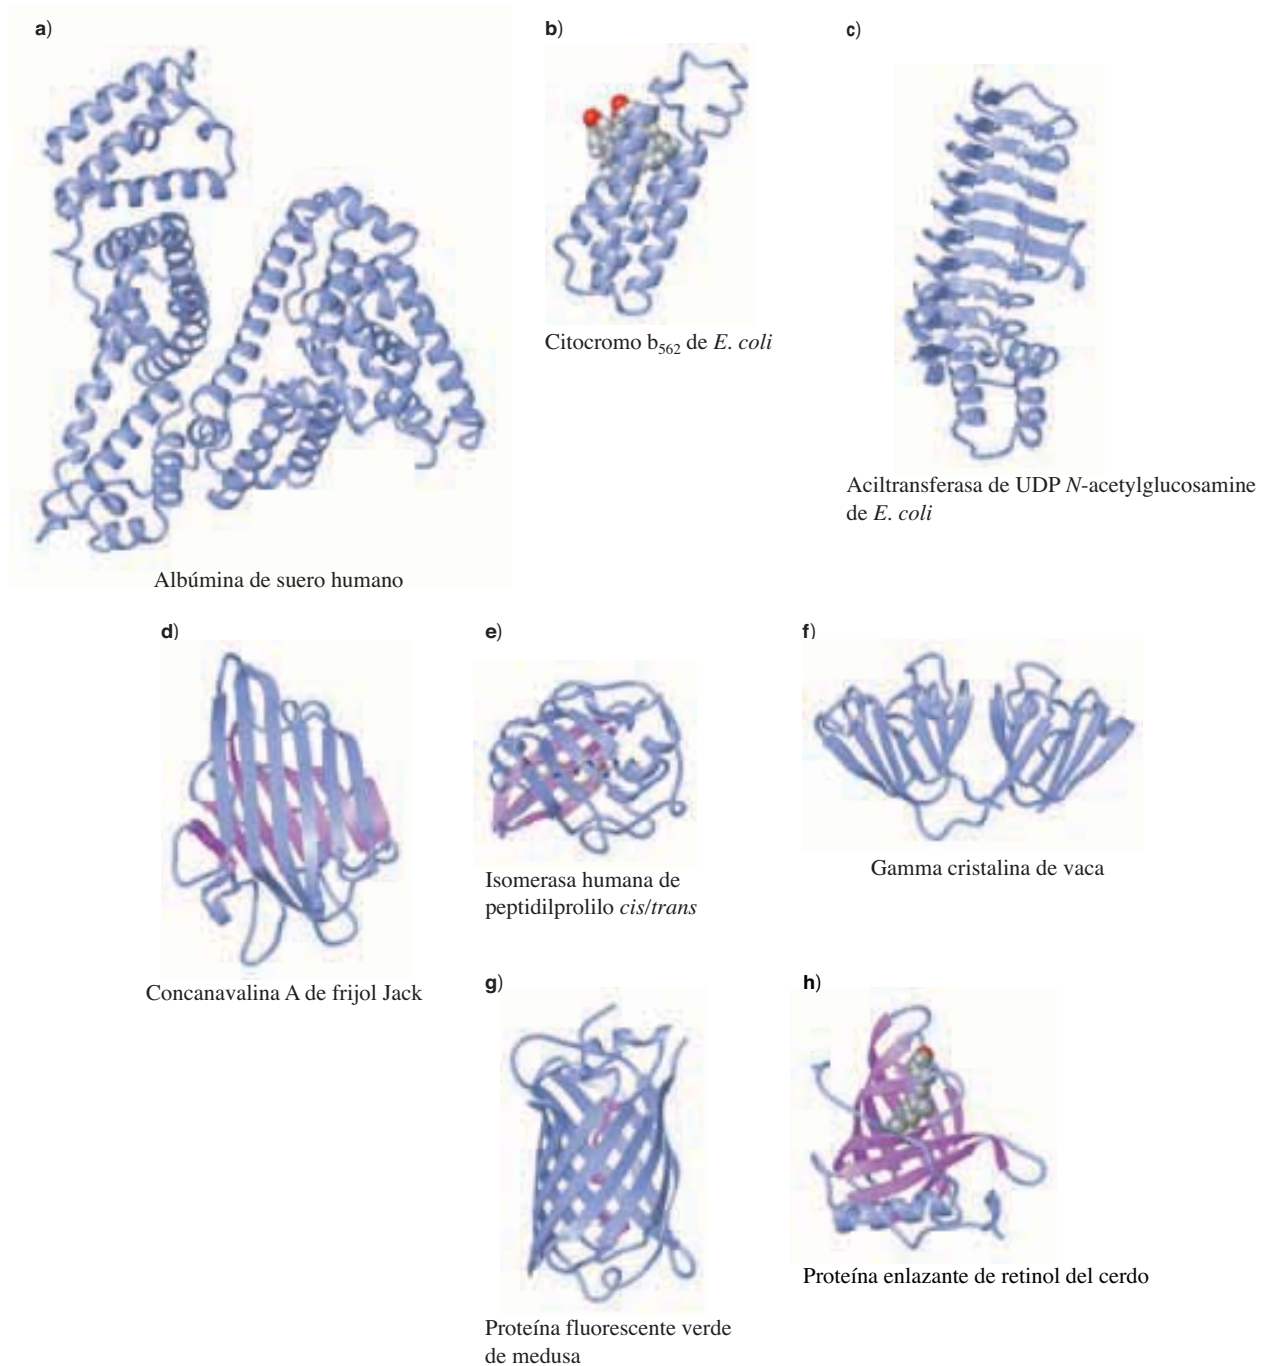 a)
Albúmina de suero humano
b)
Citocromo b₅₆₂ de E. coli
c)
Aciltransferasa de UDP N-acetylglucosamine
de E. coli
d)
Concanavalina A de frijol Jack
e)
Isomerasa humana de
peptidilprolilo cis/trans
f)
Gamma cristalina de vaca
g)
Proteína fluorescente verde
de medusa
h)
Proteína enlazante de retinol del cerdo